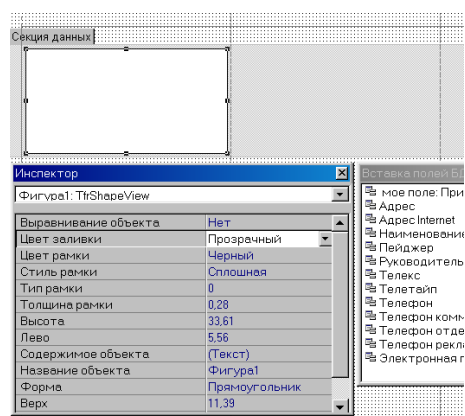 Секция данных
Инспектор
Вставка полей БД
Фигура1: TfrShapeView
Выравнивание объекта Нет
Цвет заливки Прозрачный
Цвет рамки Черный
Стиль рамки Сплошная
Тип рамки 0
Толщина рамки 0,28
Высота 33,61
Лево 5,56
Содержимое объекта (Текст)
Название объекта Фигура1
Форма Прямоугольник
Верх 11,39
мое поле: При
Адрес
Адрес Internet
Наименование
Пейджер
Руководитель
Телекс
Телетайп
Телефон
Телефон комм
Телефон отде
Телефон рекла
Электронная п